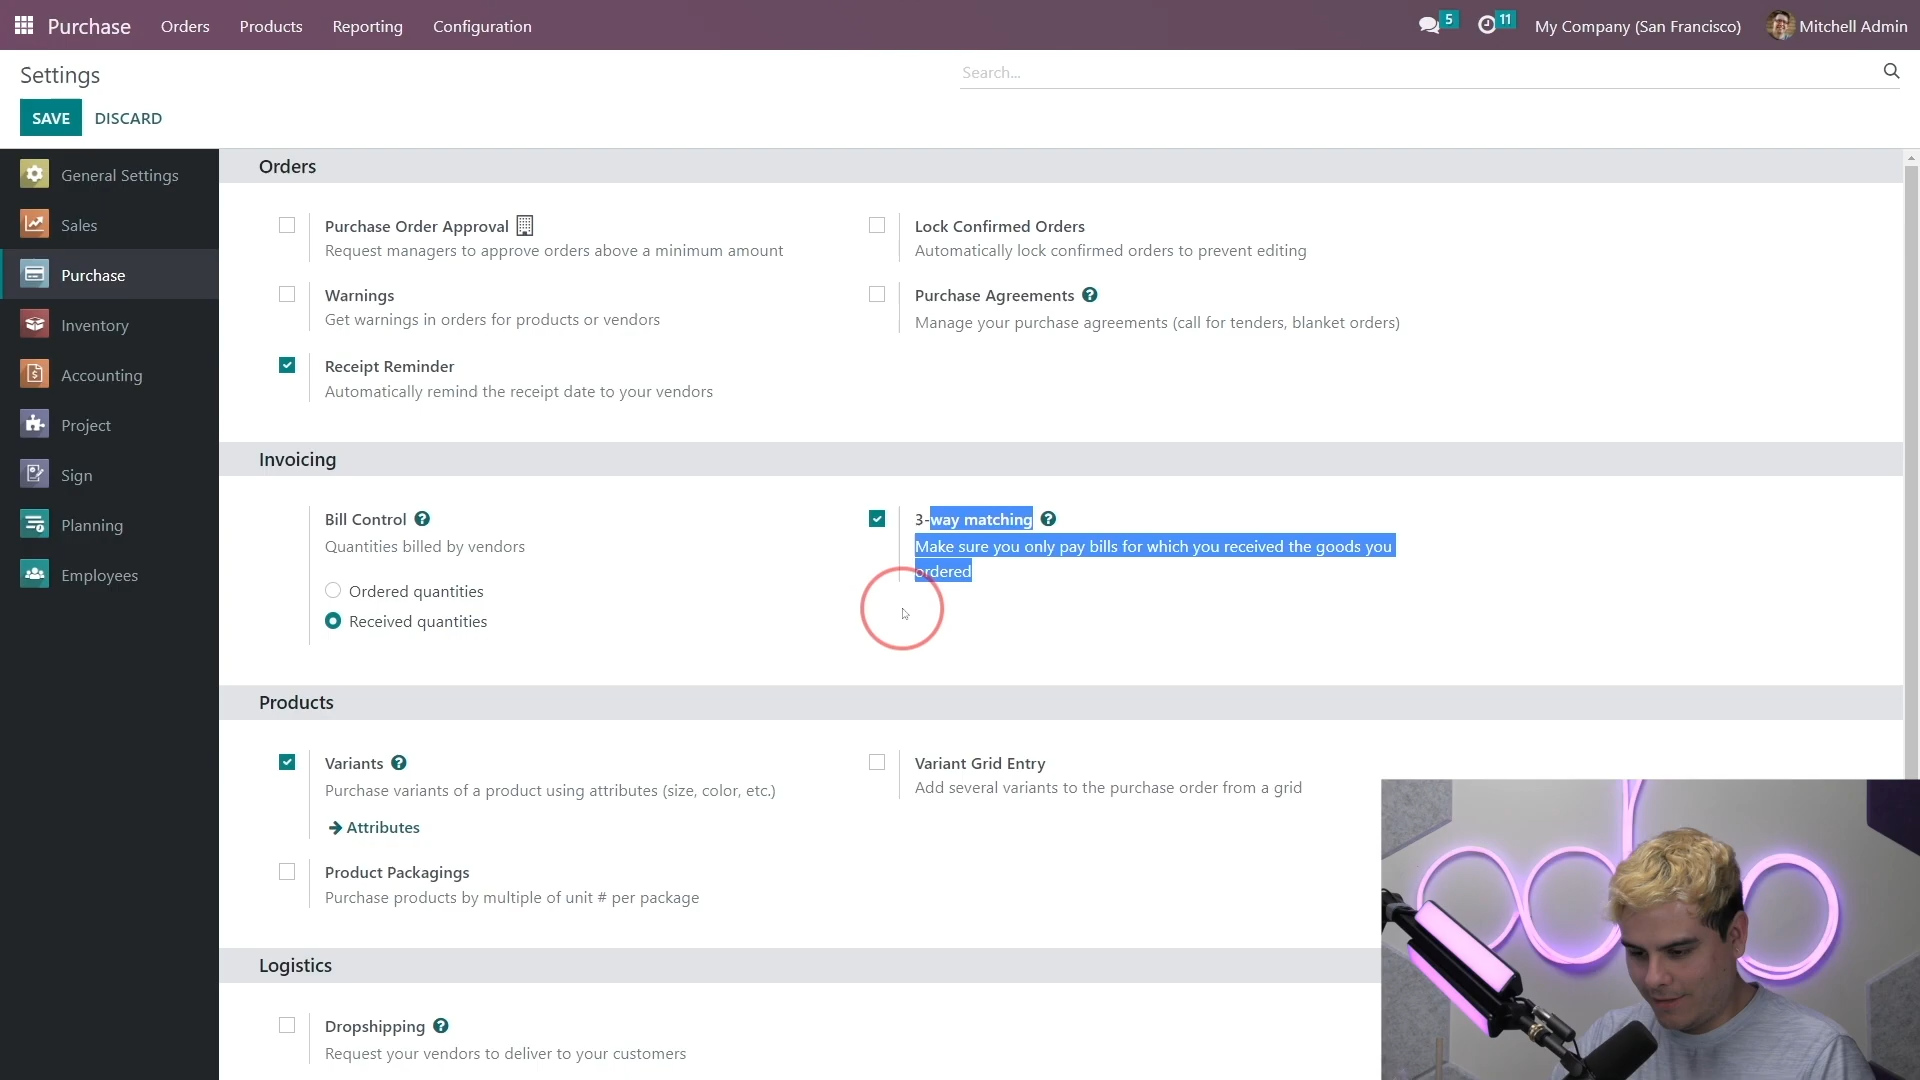 Purchase Orders Products Reporting Configuration 5 11 My Company (San Francisco) Mitchell Admin
Settings
Search...
SAVE DISCARD
General Settings
Sales
Purchase
Inventory
Accounting
Project
Sign
Planning
Employees
Orders
Purchase Order Approval
Request managers to approve orders above a minimum amount
Lock Confirmed Orders
Automatically lock confirmed orders to prevent editing
Warnings
Get warnings in orders for products or vendors
Purchase Agreements ?
Manage your purchase agreements (call for tenders, blanket orders)
Receipt Reminder
Automatically remind the receipt date to your vendors
Invoicing
Bill Control ?
Quantities billed by vendors
Ordered quantities
Received quantities
3-way matching ?
Make sure you only pay bills for which you received the goods you
ordered
Products
Variants ?
Purchase variants of a product using attributes (size, color, etc.)
Attributes
Variant Grid Entry
Add several variants to the purchase order from a grid
Product Packagings
Purchase products by multiple of unit # per package
Logistics
Dropshipping ?
Request your vendors to deliver to your customers
odoo